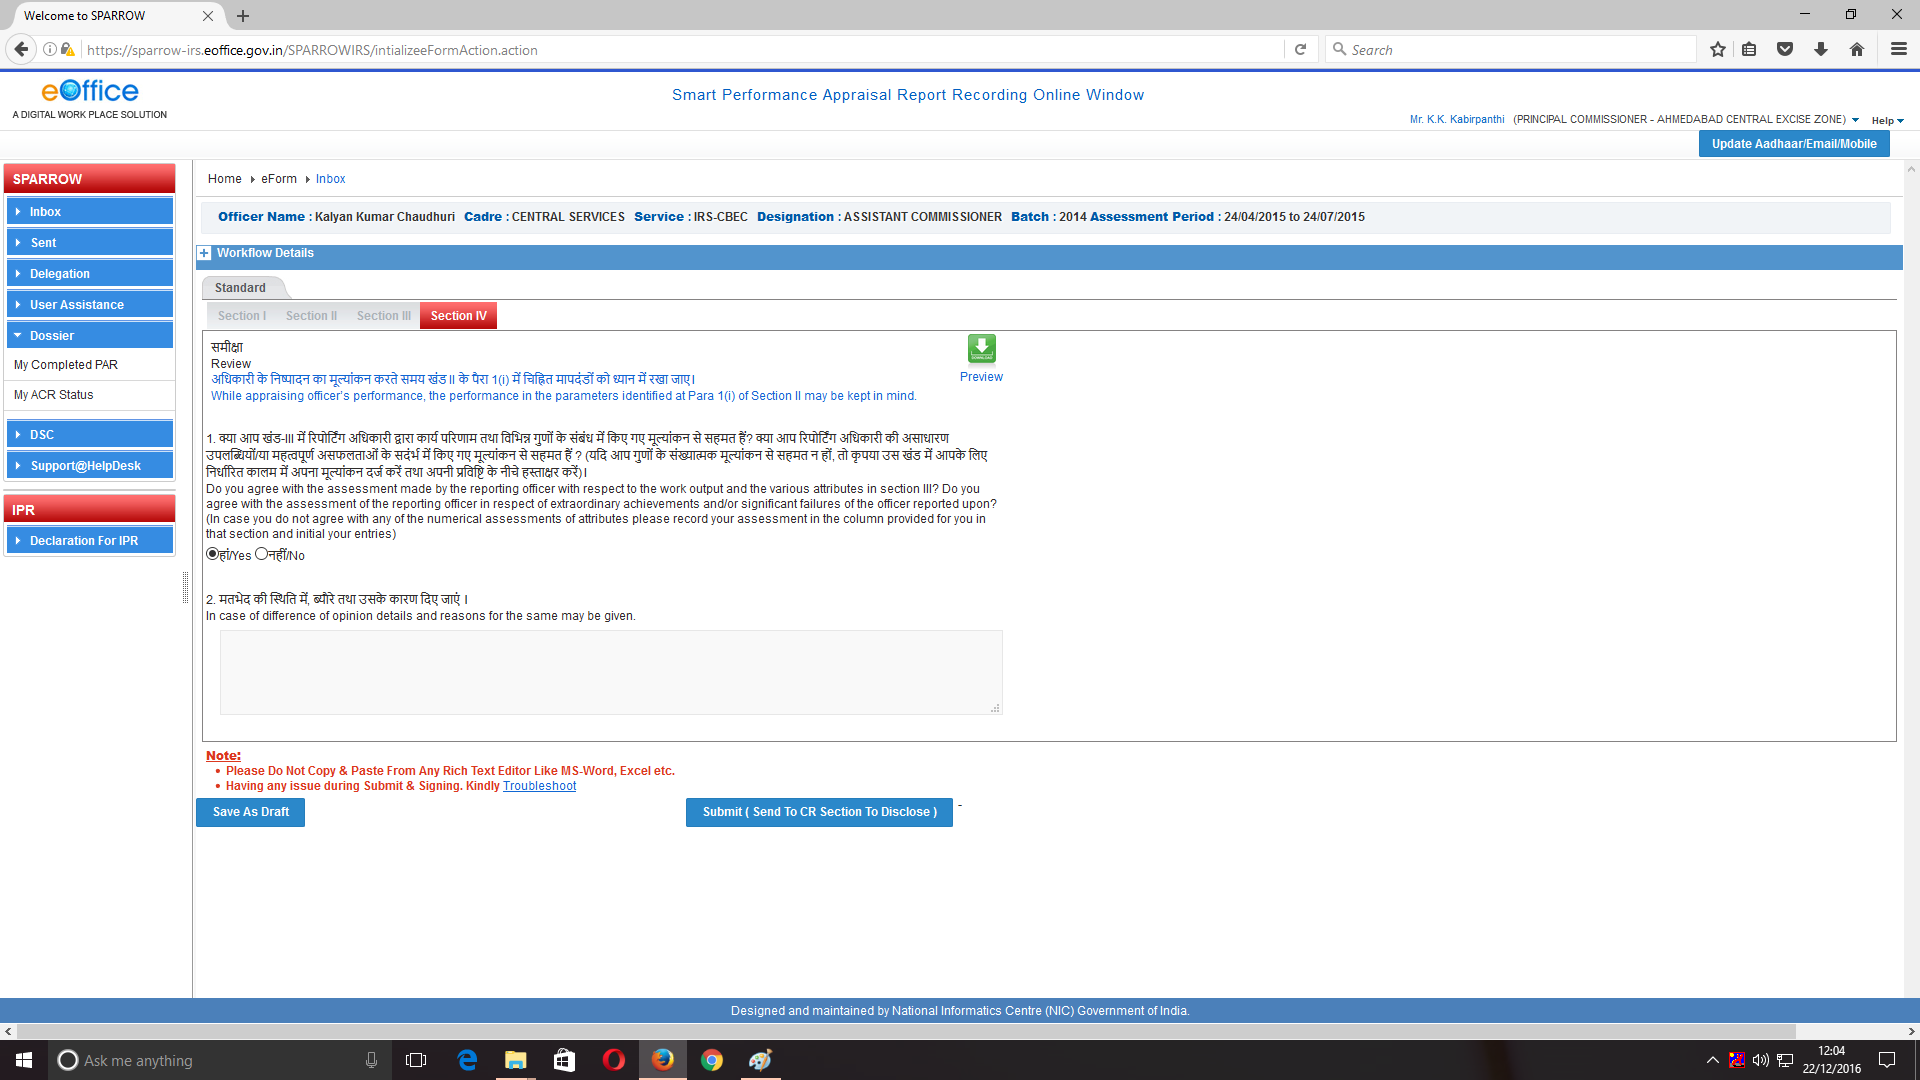 Welcome to SPARROW
https://sparrow-irs.eoffice.gov.in/SPARROWIRS/intializeeFormAction.action
Search
eOffice
A DIGITAL WORK PLACE SOLUTION
Smart Performance Appraisal Report Recording Online Window
Mr. K.K. Kabirpanthi (PRINCIPAL COMMISSIONER - AHMEDABAD CENTRAL EXCISE ZONE) Help
Update Aadhaar/Email/Mobile
SPARROW
Inbox
Sent
Delegation
User Assistance
Dossier
My Completed PAR
My ACR Status
DSC
Support@HelpDesk
IPR
Declaration For IPR
Home eForm Inbox
Officer Name : Kalyan Kumar Chaudhuri Cadre : CENTRAL SERVICES Service : IRS-CBEC Designation : ASSISTANT COMMISSIONER Batch : 2014 Assessment Period : 24/04/2015 to 24/07/2015
Workflow Details
Standard
Section I Section II Section III Section IV
समीक्षा
Review
अधिकारी के निष्पादन का मूल्यांकन करते समय खंड II के पैरा 1(i) में चिह्नित मापदंडों को ध्यान में रखा जाए।
While appraising officer's performance, the performance in the parameters identified at Para 1(i) of Section II may be kept in mind.
DOWNLOAD
Preview
1. क्या आप खंड-III में रिपोर्टिंग अधिकारी द्वारा कार्य परिणाम तथा विभिन्न गुणों के संबंध में किए गए मूल्यांकन से सहमत हैं? क्या आप रिपोर्टिंग अधिकारी की असाधारण
उपलब्धियों/या महत्वपूर्ण असफलताओं के सदंर्भ में किए गए मूल्यांकन से सहमत हैं ? (यदि आप गुणों के संख्यात्मक मूल्यांकन से सहमत न हों, तो कृपया उस खंड में आपके लिए
निर्धारित कालम में अपना मूल्यांकन दर्ज करें तथा अपनी प्रविष्टि के नीचे हस्ताक्षर करें)।
Do you agree with the assessment made by the reporting officer with respect to the work output and the various attributes in section III? Do you
agree with the assessment of the reporting officer in respect of extraordinary achievements and/or significant failures of the officer reported upon?
(In case you do not agree with any of the numerical assessments of attributes please record your assessment in the column provided for you in
that section and initial your entries)
हां/Yes नहीं/No
2. मतभेद की स्थिति में, ब्यौरे तथा उसके कारण दिए जाएं ।
In case of difference of opinion details and reasons for the same may be given.
Note:
• Please Do Not Copy & Paste From Any Rich Text Editor Like MS-Word, Excel etc.
• Having any issue during Submit & Signing. Kindly Troubleshoot
Save As Draft
Submit ( Send To CR Section To Disclose ) -
Designed and maintained by National Informatics Centre (NIC) Government of India.
Ask me anything
12:04
22/12/2016